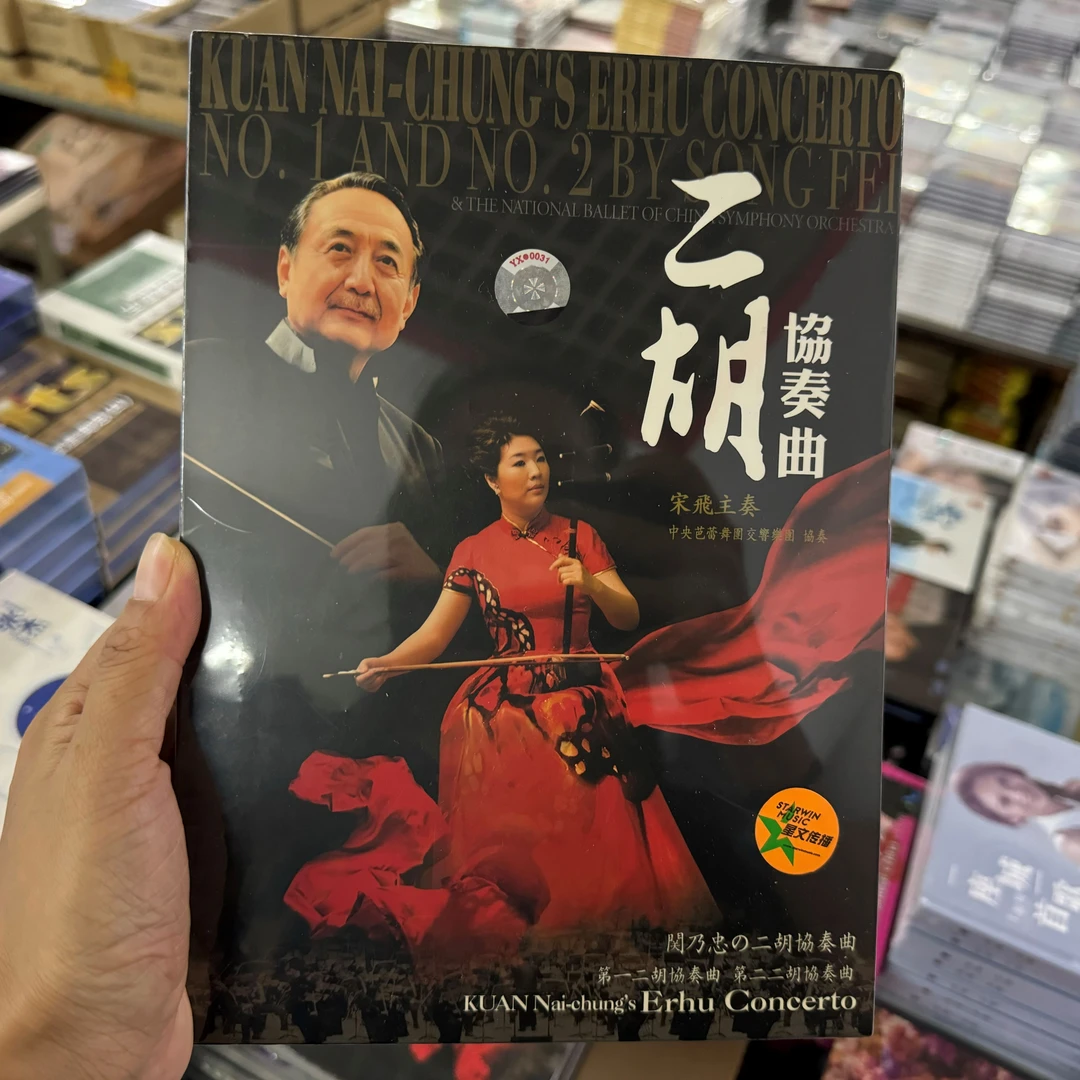 KUAN NAI-CHUNG'S ERHU CONCERTO
NO. 1 AND NO. 2 BY SONG FEI
& THE NATIONAL BALLET OF CHINA SYMPHONY ORCHESTRA
YX●0031
二胡
協奏曲
宋飛主奏
中央芭蕾舞團交響樂團 協奏
STARWIN
MUSIC
星文传播
関乃忠の二胡協奏曲
第一二胡協奏曲 第二二胡協奏曲
KUAN Nai-chung's Erhu Concerto